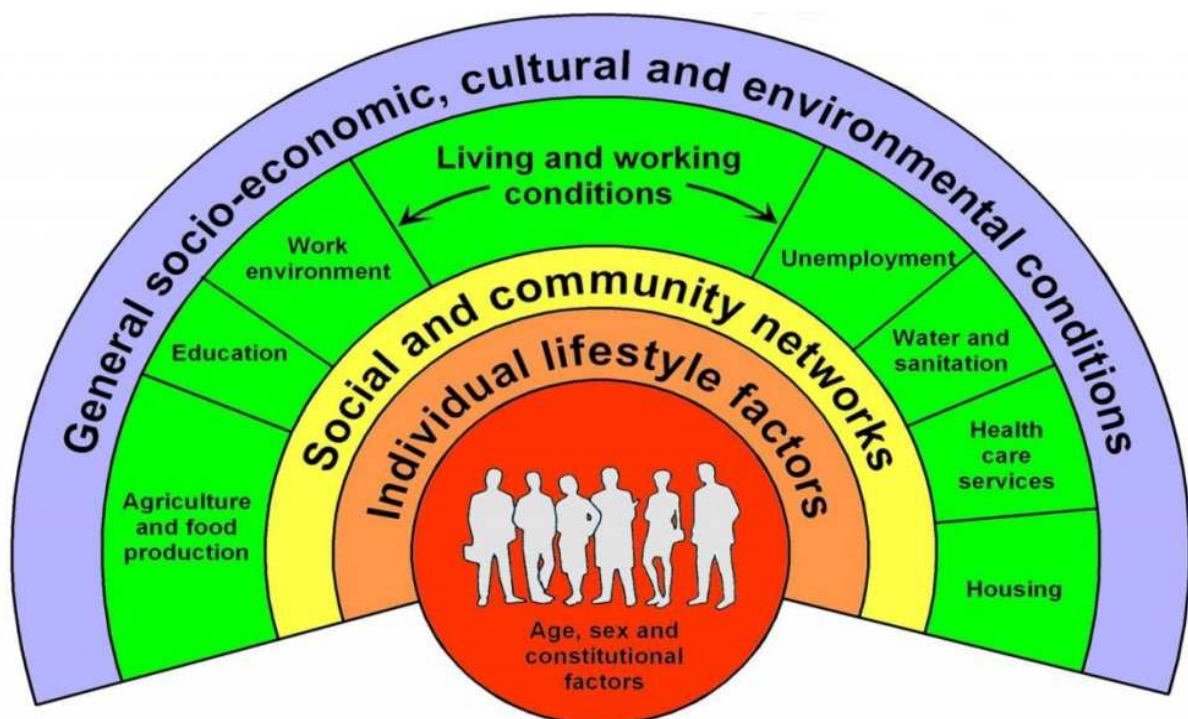 General socio-economic, cultural and environmental conditions
Living and working
conditions
Work
environment
Unemployment
Education
Water and
sanitation
Agriculture
and food
production
Health
care
services
Housing
Social and community networks
Individual lifestyle factors
Age, sex and
constitutional
factors